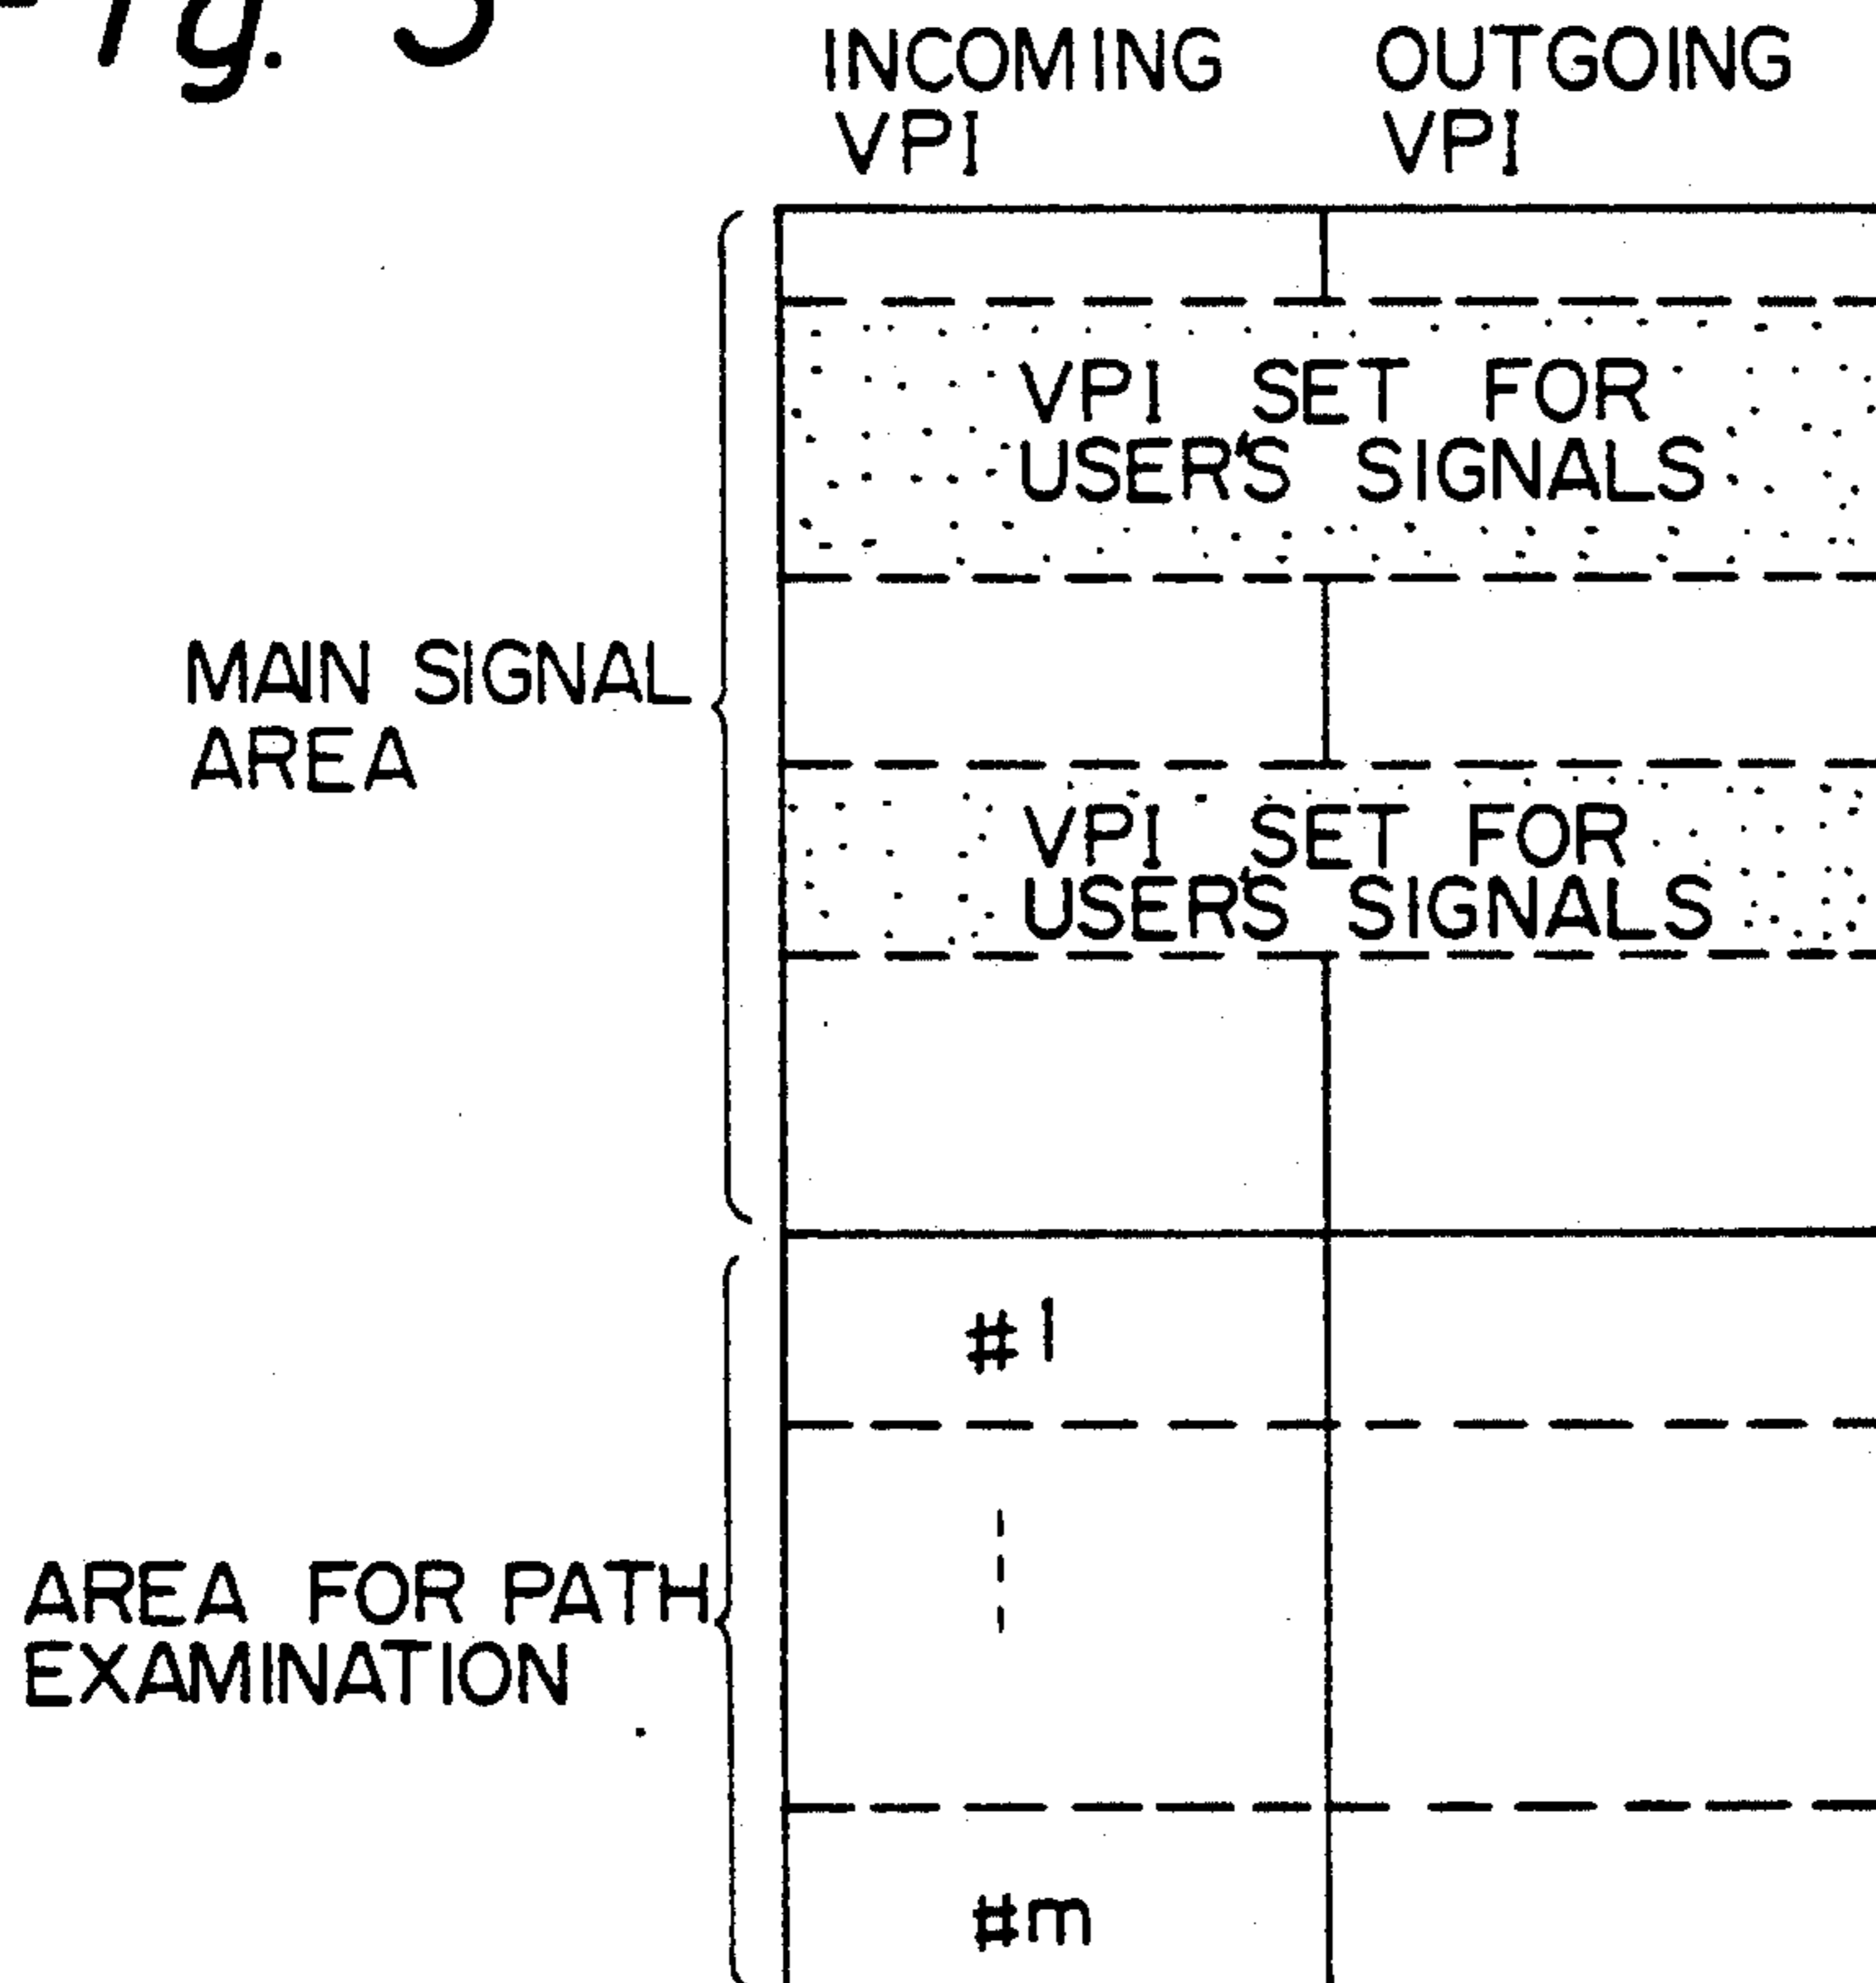 INCOMING OUTGOING
VPI VPI
VPI SET FOR
USER'S SIGNALS
MAIN SIGNAL
AREA
VPI SET FOR
USER'S SIGNALS
#1
AREA FOR PATH
EXAMINATION
#m